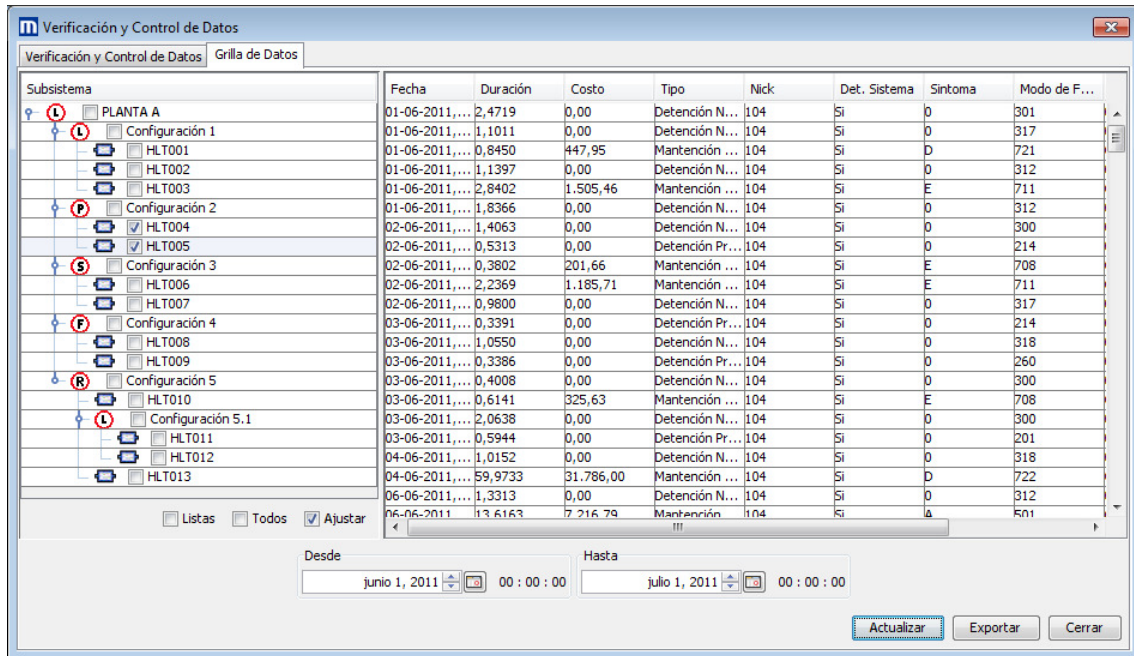 Verificación y Control de Datos
Verificación y Control de Datos Grilla de Datos
Subsistema
L PLANTA A
L Configuración 1
HLT001
HLT002
HLT003
P Configuración 2
HLT004
HLT005
S Configuración 3
HLT006
HLT007
F Configuración 4
HLT008
HLT009
R Configuración 5
HLT010
L Configuración 5.1
HLT011
HLT012
HLT013
Listas Todos Ajustar
Fecha Duración Costo Tipo Nick Det. Sistema Sintoma Modo de F...
01-06-2011,... 2,4719 0,00 Detención N... 104 Si 0 301
01-06-2011,... 1,1011 0,00 Detención N... 104 Si 0 317
01-06-2011,... 0,8450 447,95 Mantención ... 104 Si D 721
01-06-2011,... 1,1397 0,00 Detención N... 104 Si 0 312
01-06-2011,... 2,8402 1.505,46 Mantención ... 104 Si E 711
01-06-2011,... 1,8366 0,00 Detención N... 104 Si 0 312
02-06-2011,... 1,4063 0,00 Detención N... 104 Si 0 300
02-06-2011,... 0,5313 0,00 Detención Pr... 104 Si 0 214
02-06-2011,... 0,3802 201,66 Mantención ... 104 Si E 708
02-06-2011,... 2,2369 1.185,71 Mantención ... 104 Si E 711
02-06-2011,... 0,9800 0,00 Detención N... 104 Si 0 317
03-06-2011,... 0,3391 0,00 Detención Pr... 104 Si 0 214
03-06-2011,... 1,0550 0,00 Detención N... 104 Si 0 318
03-06-2011,... 0,3386 0,00 Detención Pr... 104 Si 0 260
03-06-2011,... 0,4008 0,00 Detención N... 104 Si 0 300
03-06-2011,... 0,6141 325,63 Mantención ... 104 Si E 708
03-06-2011,... 2,0638 0,00 Detención N... 104 Si 0 300
03-06-2011,... 0,5944 0,00 Detención Pr... 104 Si 0 201
04-06-2011,... 1,0152 0,00 Detención N... 104 Si 0 318
04-06-2011,... 59,9733 31.786,00 Mantención ... 104 Si D 722
06-06-2011,... 1,3313 0,00 Detención N... 104 Si 0 312
06-06-2011,... 13,6163 7.216,79 Mantención ... 104 Si A 501
Desde Hasta
junio 1, 2011 00 : 00 : 00 julio 1, 2011 00 : 00 : 00
Actualizar Exportar Cerrar